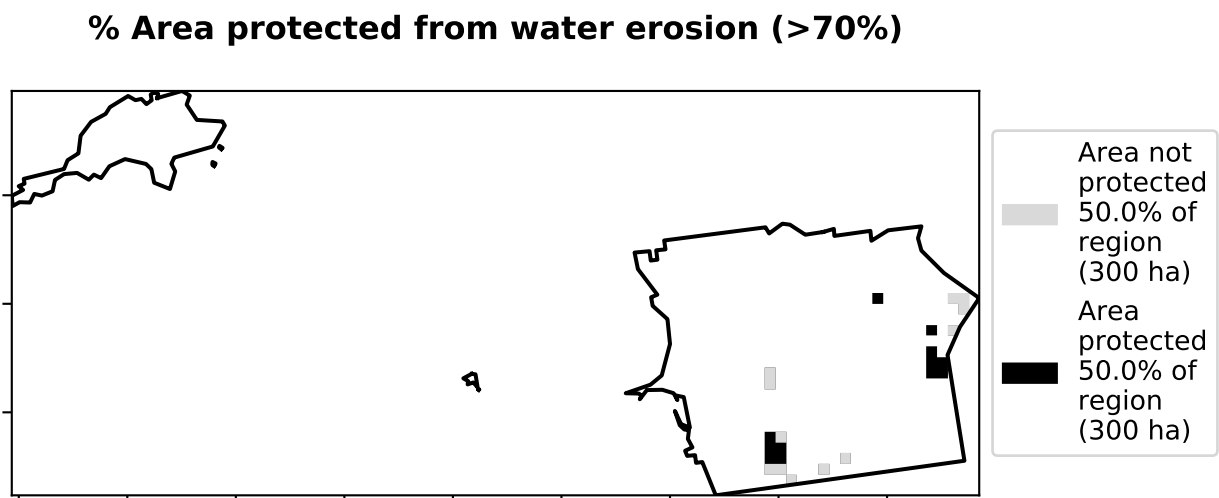 % Area protected from water erosion (>70%)
Area not
protected
50.0% of
region
(300 ha)
Area
protected
50.0% of
region
(300 ha)